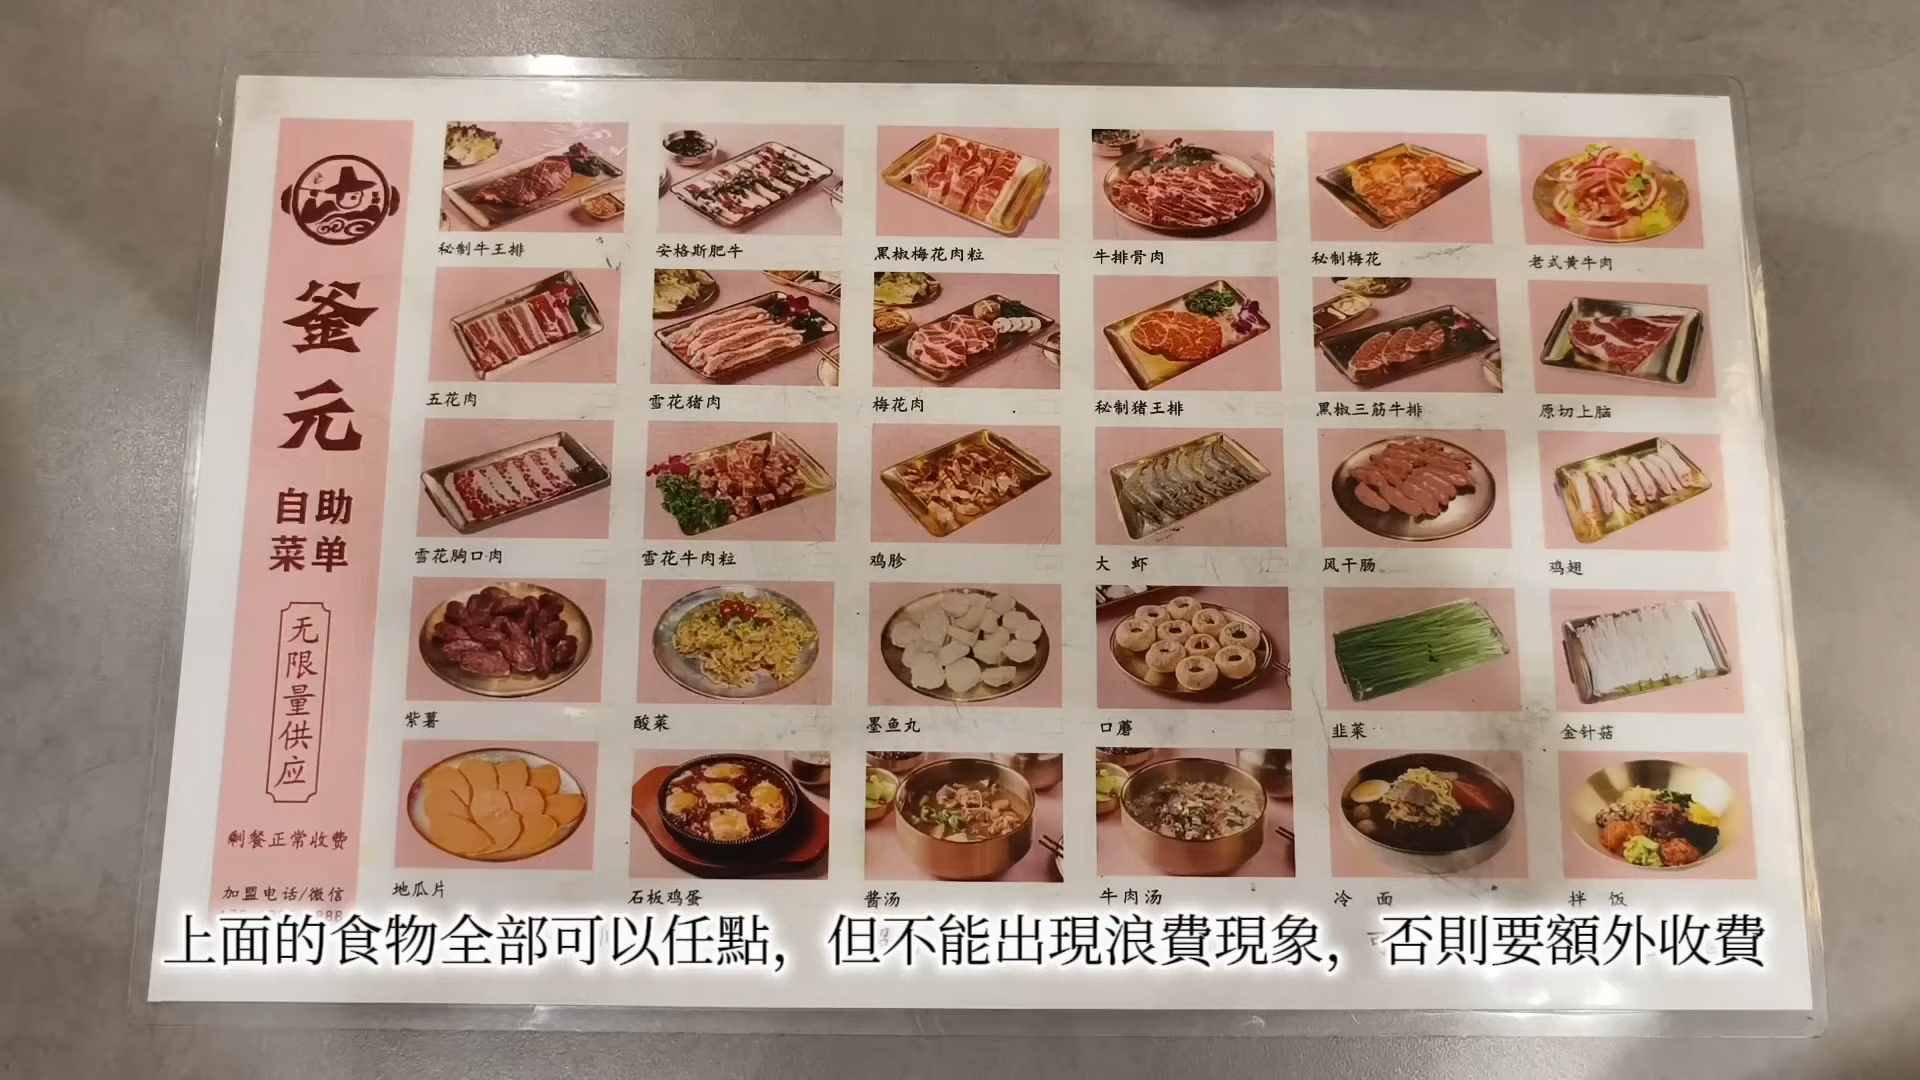 釜元
自助
菜单
无限量供应
剩餐正常收费
加盟电话/微信
秘制牛王排
安格斯肥牛
黑椒梅花肉粒
牛排骨肉
秘制梅花
老式黄牛肉
五花肉
雪花猪肉
梅花肉
秘制猪王排
黑椒三筋牛排
原切上脑
雪花胸口肉
雪花牛肉粒
鸡胗
大虾
风干肠
鸡翅
紫薯
酸菜
墨鱼丸
口蘑
韭菜
金针菇
地瓜片
石板鸡蛋
酱汤
牛肉汤
冷面
拌饭
上面的食物全部可以任點，但不能出現浪費現象，否則要額外收費